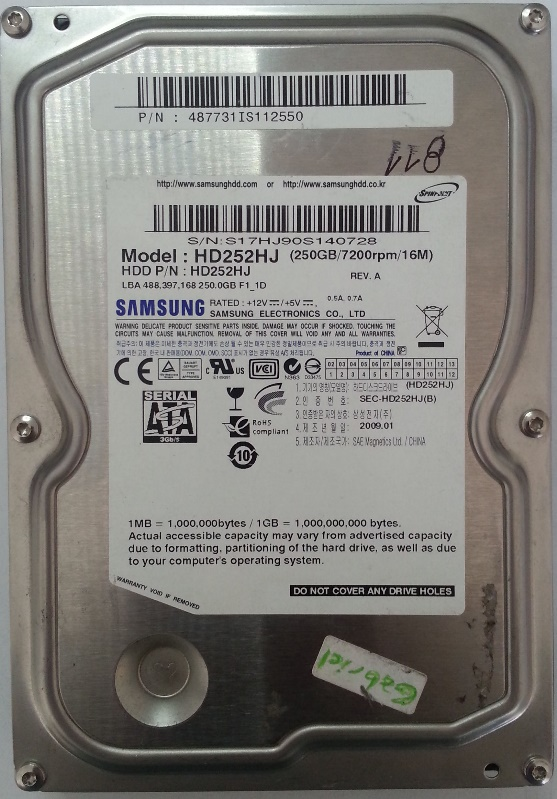 P/N : 487731IS112550
811
http://www.samsunghdd.com or http://www.samsunghdd.co.kr
S/N:S17HJ90S140728
Model : HD252HJ (250GB/7200rpm/16M)
HDD P/N : HD252HJ
REV. A
LBA 488,397,168 250.0GB F1_1D
SAMSUNG
RATED : +12V⎓/+5V⎓, 0.5A, 0.7A
SAMSUNG ELECTRONICS CO., LTD
WARNING DELICATE PRODUCT SENSITIVE PARTS INSIDE. DAMAGE MAY OCCUR IF SHOCKED. TOUCHING THE
CIRCUITS MAY CAUSE MALFUNCTION. REMOVAL OF THIS COVER WILL VOID ANY AND ALL WARRANTIES.
Product of CHINA
CE
02 03 04 05 06 07 08 09 10 11 12 13
1 2 3 4 5 6 7 8 9 10 11 12
1. 기기의 명칭(모델명): 하드디스크드라이브 (HD252HJ)
2. 인 증 번 호: SEC-HD252HJ(B)
3. 인증받은 자의 상호: 삼성전자(주)
4. 제 조 년 월 일: 2009.01
5. 제조자/제조국가: SAE Magnetics Ltd. / CHINA
SERIAL
ATA
3Gb/s
RoHS
compliant
10
1MB = 1,000,000bytes / 1GB = 1,000,000,000 bytes.
Actual accessible capacity may vary from advertised capacity
due to formatting, partitioning of the hard drive, as well as due
to your computer's operating system.
WARRANTY VOID IF REMOVED
DO NOT COVER ANY DRIVE HOLES
Gabriel